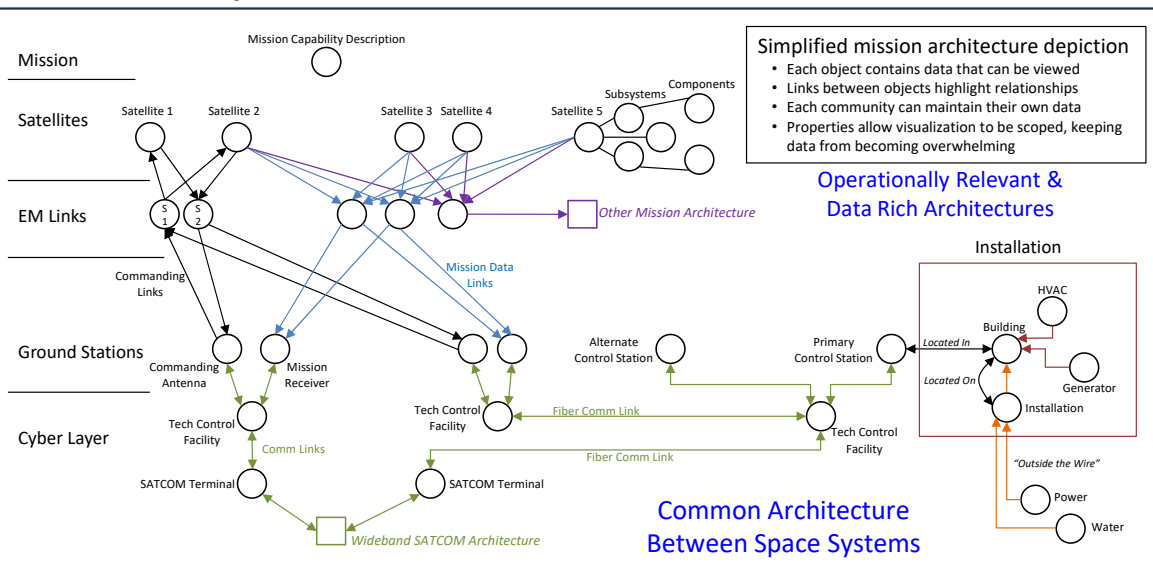 Mission Capability Description
Mission
Simplified mission architecture depiction
• Each object contains data that can be viewed
• Links between objects highlight relationships
• Each community can maintain their own data
• Properties allow visualization to be scoped, keeping
data from becoming overwhelming
Satellites
Satellite 1
Satellite 2
Satellite 3
Satellite 4
Satellite 5
Subsystems
Components
Operationally Relevant &
Data Rich Architectures
EM Links
S
1
S
2
Other Mission Architecture
Commanding
Links
Mission Data
Links
Installation
HVAC
Building
Located In
Generator
Located On
Installation
Ground Stations
Commanding
Antenna
Mission
Receiver
Alternate
Control Station
Primary
Control Station
Cyber Layer
Tech Control
Facility
Tech Control
Facility
Fiber Comm Link
Tech Control
Facility
Comm Links
Fiber Comm Link
SATCOM Terminal
SATCOM Terminal
Wideband SATCOM Architecture
"Outside the Wire"
Power
Water
Common Architecture
Between Space Systems